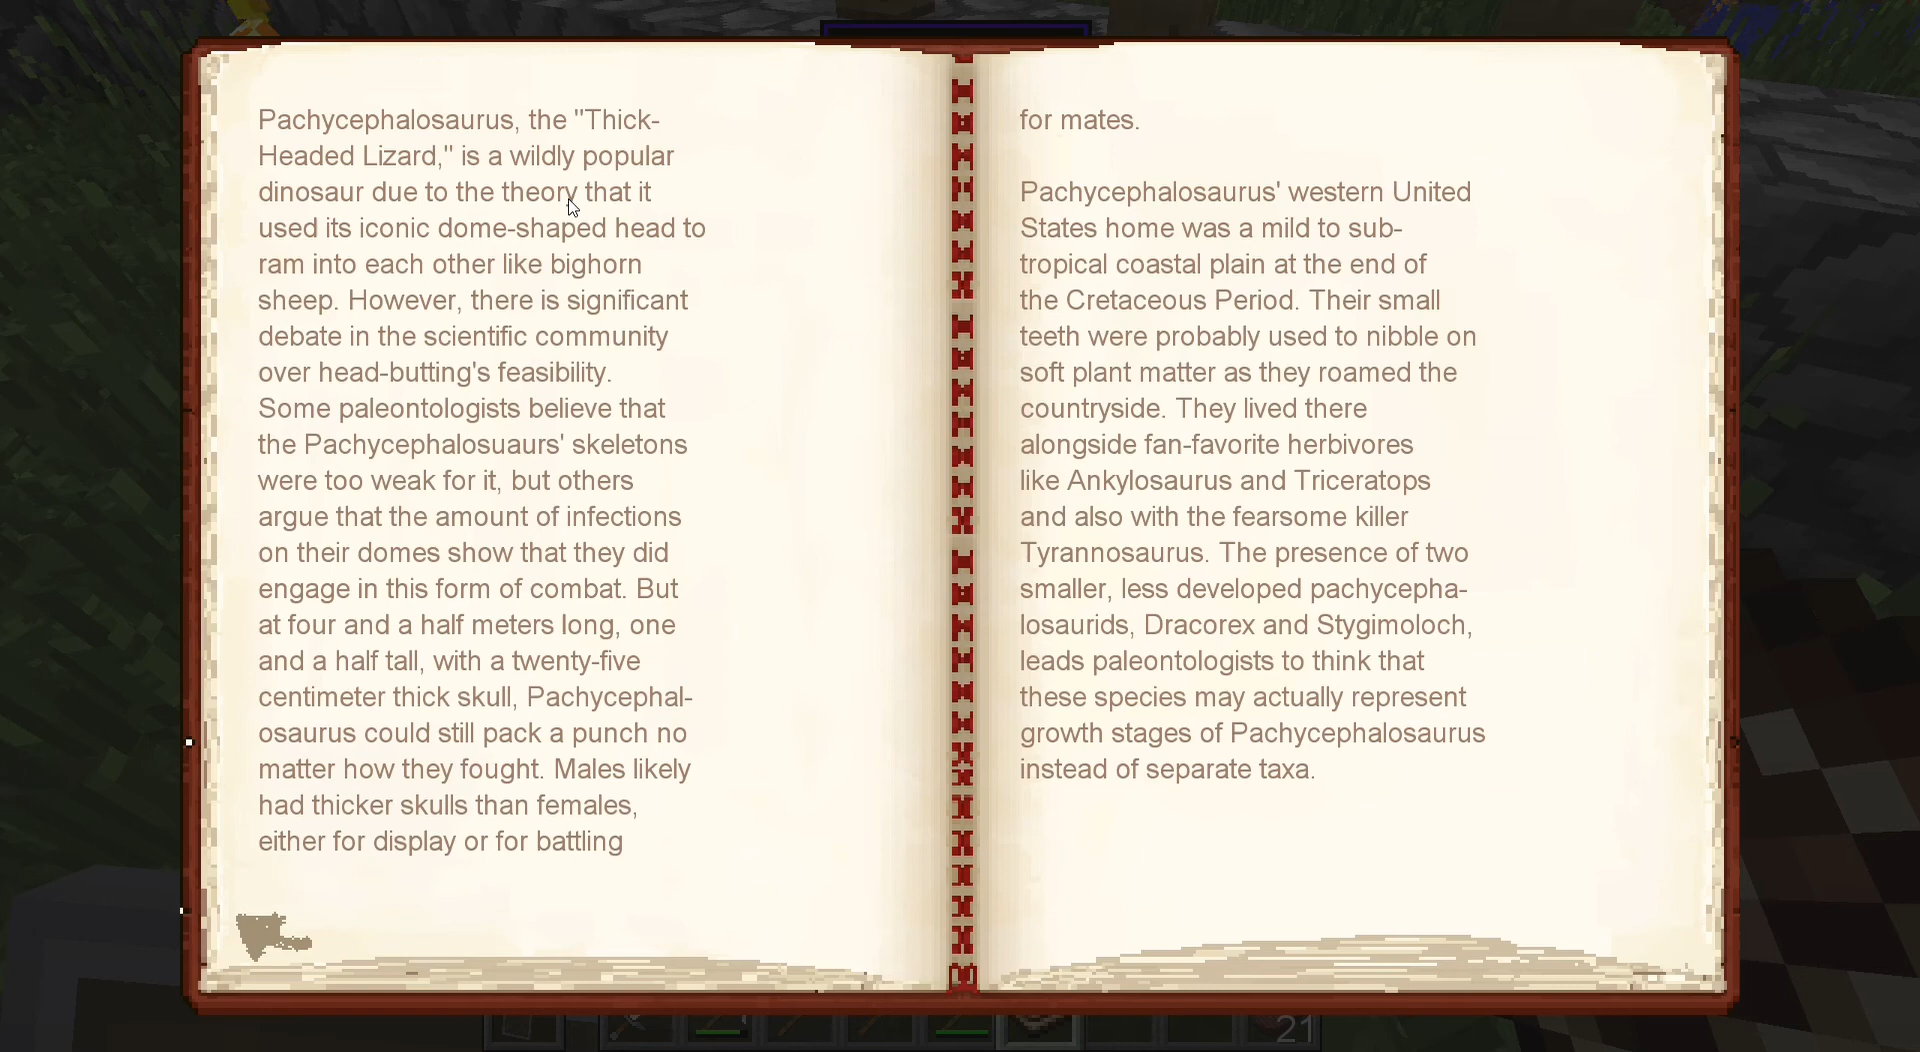 Pachycephalosaurus, the "Thick-
Headed Lizard," is a wildly popular
dinosaur due to the theory that it
used its iconic dome-shaped head to
ram into each other like bighorn
sheep. However, there is significant
debate in the scientific community
over head-butting's feasibility.
Some paleontologists believe that
the Pachycephalosuaurs' skeletons
were too weak for it, but others
argue that the amount of infections
on their domes show that they did
engage in this form of combat. But
at four and a half meters long, one
and a half tall, with a twenty-five
centimeter thick skull, Pachycephal-
osaurus could still pack a punch no
matter how they fought. Males likely
had thicker skulls than females,
either for display or for battling
for mates.
Pachycephalosaurus' western United
States home was a mild to sub-
tropical coastal plain at the end of
the Cretaceous Period. Their small
teeth were probably used to nibble on
soft plant matter as they roamed the
countryside. They lived there
alongside fan-favorite herbivores
like Ankylosaurus and Triceratops
and also with the fearsome killer
Tyrannosaurus. The presence of two
smaller, less developed pachycepha-
losaurids, Dracorex and Stygimoloch,
leads paleontologists to think that
these species may actually represent
growth stages of Pachycephalosaurus
instead of separate taxa.
21